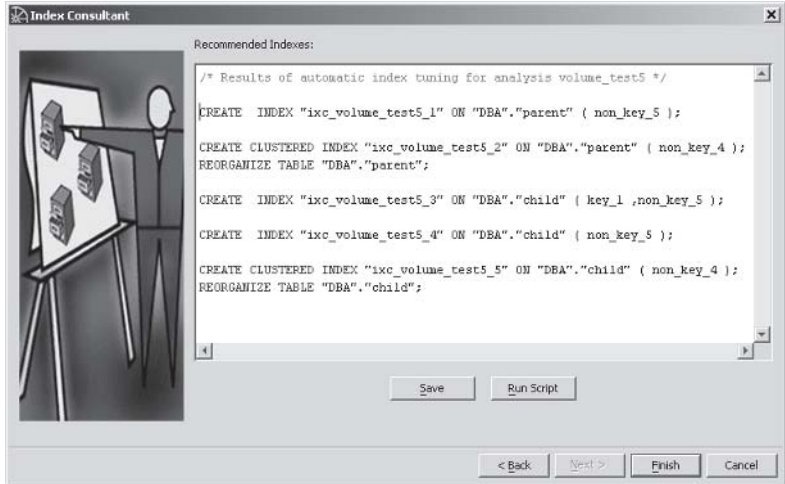 Index Consultant
Recommended Indexes:
/* Results of automatic index tuning for analysis volume_test5 */
CREATE  INDEX "ixc_volume_test5_1" ON "DBA"."parent" ( non_key_5 );
CREATE CLUSTERED INDEX "ixc_volume_test5_2" ON "DBA"."parent" ( non_key_4 );
REORGANIZE TABLE "DBA"."parent";
CREATE  INDEX "ixc_volume_test5_3" ON "DBA"."child" ( key_1 ,non_key_5 );
CREATE  INDEX "ixc_volume_test5_4" ON "DBA"."child" ( non_key_5 );
CREATE CLUSTERED INDEX "ixc_volume_test5_5" ON "DBA"."child" ( non_key_4 );
REORGANIZE TABLE "DBA"."child";
Save Run Script
< Back Next > Finish Cancel